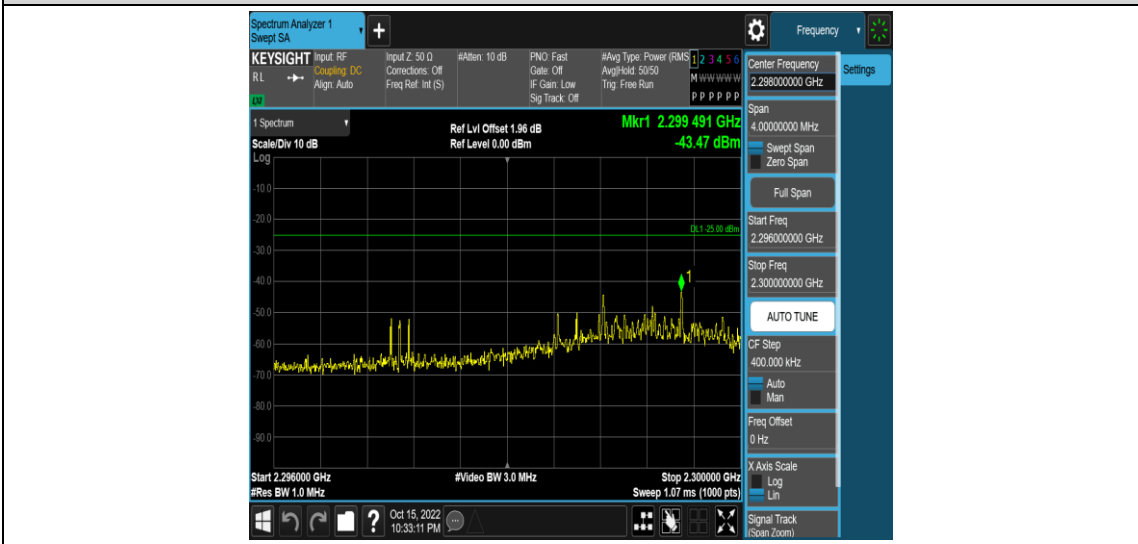 Spectrum Analyzer 1
Swept SA
+
Frequency
KEYSIGHT
RL
LXI
Input: RF
Coupling: DC
Align: Auto
Input Z: 50 Ω
Corrections: Off
Freq Ref: Int (S)
#Atten: 10 dB
PNO: Fast
Gate: Off
IF Gain: Low
Sig Track: Off
#Avg Type: Power (RMS
Avg|Hold: 50/50
Trig: Free Run
1 2 3 4 5 6
M W W W W W
P P P P P P
1 Spectrum
Scale/Div 10 dB
Log
Ref Lvl Offset 1.96 dB
Ref Level 0.00 dBm
Mkr1 2.299 491 GHz
-43.47 dBm
-10.0
-20.0
DL1 -25.00 dBm
-30.0
-40.0
1
-50.0
-60.0
-70.0
-80.0
-90.0
Start 2.296000 GHz
#Video BW 3.0 MHz
Stop 2.300000 GHz
#Res BW 1.0 MHz
Sweep 1.07 ms (1000 pts)
Center Frequency
2.298000000 GHz
Settings
Span
4.00000000 MHz
Swept Span
Zero Span
Full Span
Start Freq
2.296000000 GHz
Stop Freq
2.300000000 GHz
AUTO TUNE
CF Step
400.000 kHz
Auto
Man
Freq Offset
0 Hz
X Axis Scale
Log
Lin
Signal Track
(Span Zoom)
?
Oct 15, 2022
10:33:11 PM